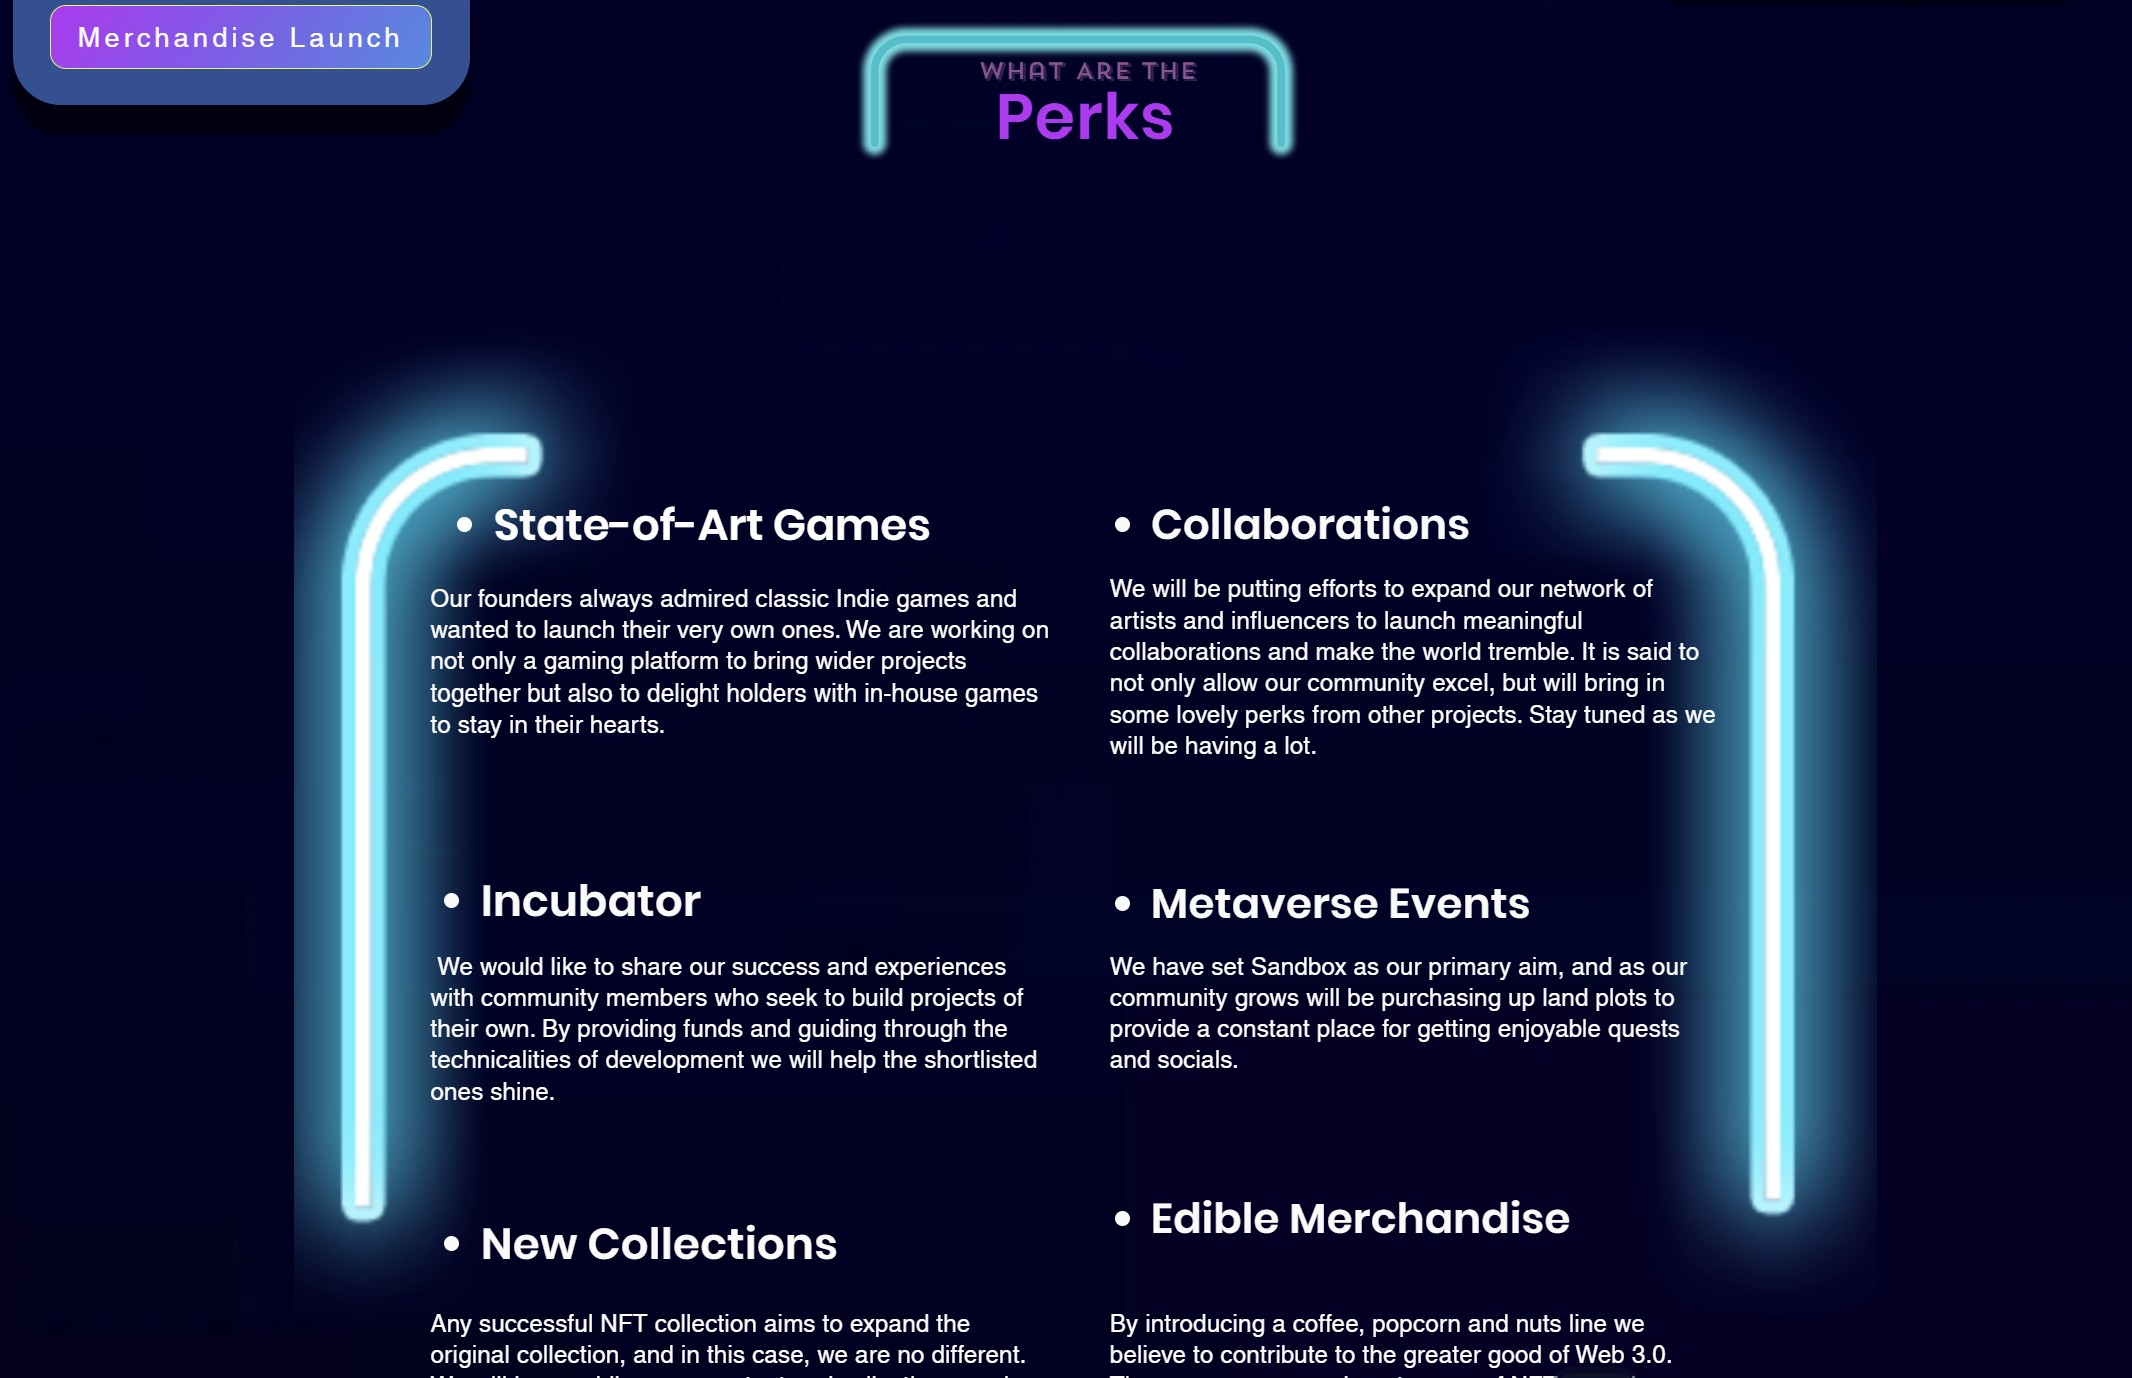 Merchandise Launch
WHAT ARE THE
Perks
• State-of-Art Games
Our founders always admired classic Indie games and
wanted to launch their very own ones. We are working on
not only a gaming platform to bring wider projects
together but also to delight holders with in-house games
to stay in their hearts.
• Collaborations
We will be putting efforts to expand our network of
artists and influencers to launch meaningful
collaborations and make the world tremble. It is said to
not only allow our community excel, but will bring in
some lovely perks from other projects. Stay tuned as we
will be having a lot.
• Incubator
We would like to share our success and experiences
with community members who seek to build projects of
their own. By providing funds and guiding through the
technicalities of development we will help the shortlisted
ones shine.
• Metaverse Events
We have set Sandbox as our primary aim, and as our
community grows will be purchasing up land plots to
provide a constant place for getting enjoyable quests
and socials.
• New Collections
Any successful NFT collection aims to expand the
original collection, and in this case, we are no different.
• Edible Merchandise
By introducing a coffee, popcorn and nuts line we
believe to contribute to the greater good of Web 3.0.